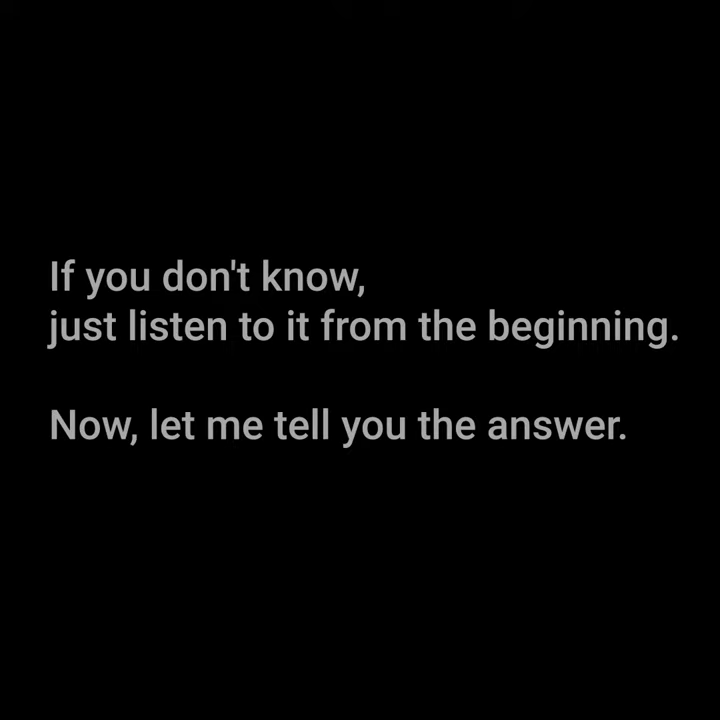 If you don't know,
just listen to it from the beginning.
Now, let me tell you the answer.